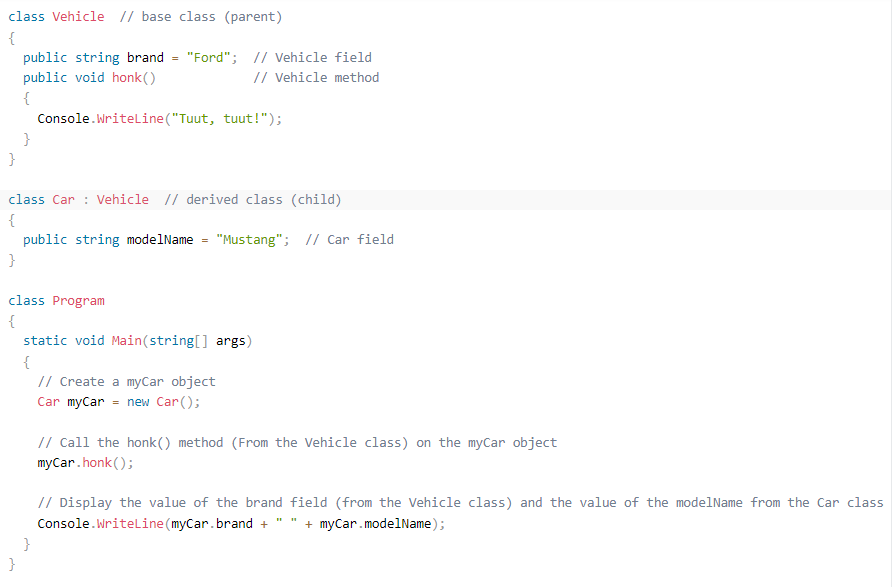 class Vehicle  // base class (parent)
{
  public string brand = "Ford";  // Vehicle field
  public void honk()             // Vehicle method
  {
    Console.WriteLine("Tuut, tuut!");
  }
}

class Car : Vehicle  // derived class (child)
{
  public string modelName = "Mustang";  // Car field
}

class Program
{
  static void Main(string[] args)
  {
    // Create a myCar object
    Car myCar = new Car();

    // Call the honk() method (From the Vehicle class) on the myCar object
    myCar.honk();

    // Display the value of the brand field (from the Vehicle class) and the value of the modelName from the Car class
    Console.WriteLine(myCar.brand + " " + myCar.modelName);
  }
}